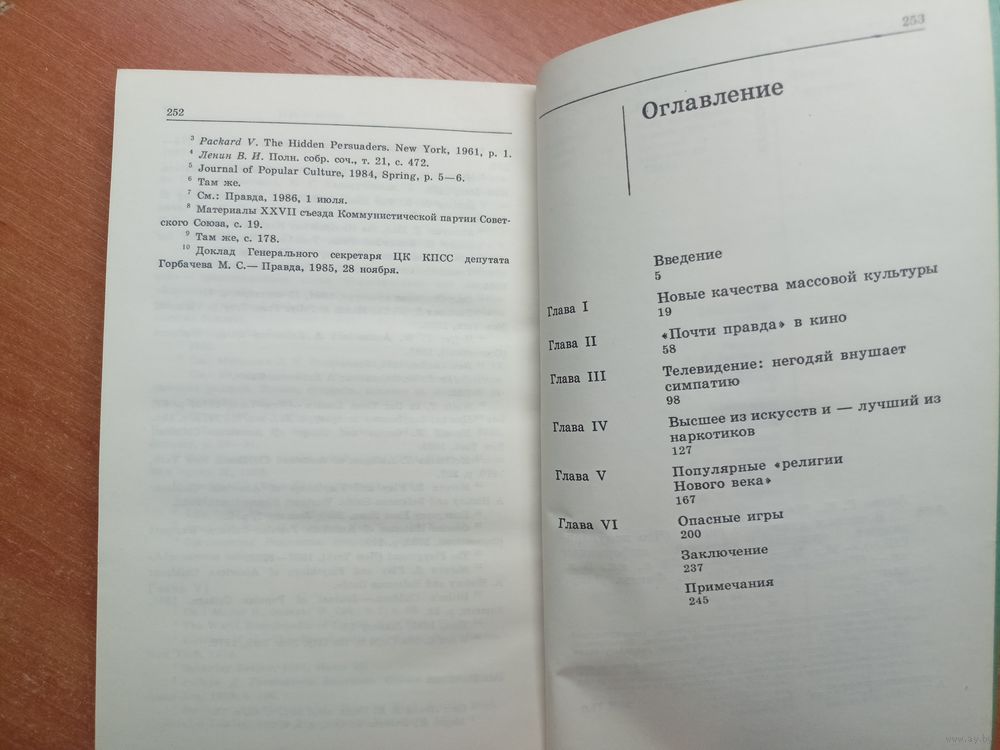 252
³ Packard V. The Hidden Persuaders. New York, 1961, p. 1.
⁴ Ленин В. И. Полн. собр. соч., т. 21, с. 472.
⁵ Journal of Popular Culture, 1984, Spring, p. 5—6.
⁶ Там же.
⁷ См.: Правда, 1986, 1 июля.
⁸ Материалы XXVII съезда Коммунистической партии Совет-
ского Союза, с. 19.
⁹ Там же, с. 178.
¹⁰ Доклад Генерального секретаря ЦК КПСС депутата
Горбачева М. С.— Правда, 1985, 28 ноября.
253
Оглавление
Введение
5
Глава I
Новые качества массовой культуры
19
Глава II
«Почти правда» в кино
58
Глава III
Телевидение: негодяй внушает
симпатию
98
Глава IV
Высшее из искусств и — лучший из
наркотиков
127
Глава V
Популярные «религии
Нового века»
167
Глава VI
Опасные игры
200
Заключение
237
Примечания
245
www.ay.by